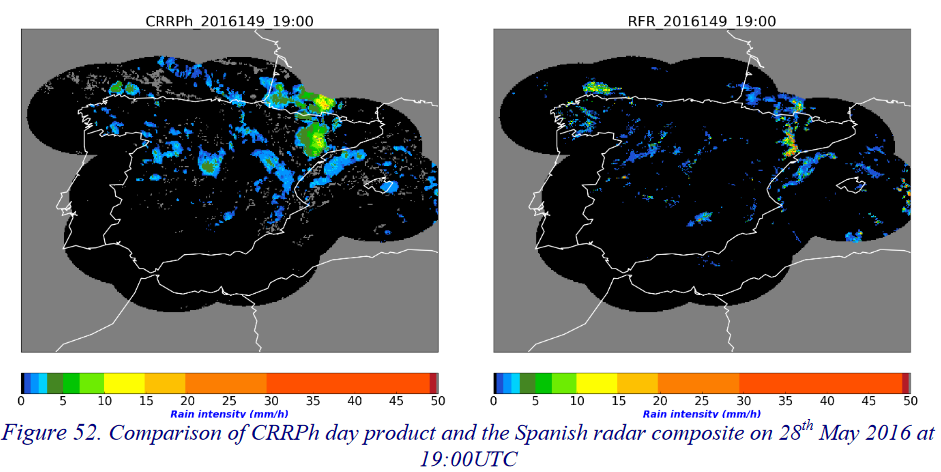 CRRPh_2016149_19:00 RFR_2016149_19:00
0 5 10 15 20 25 30 35 40 45 50 0 5 10 15 20 25 30 35 40 45 50
Rain intensity (mm/h) Rain intensity (mm/h)
Figure 52. Comparison of CRRPh day product and the Spanish radar composite on 28th May 2016 at
19:00UTC